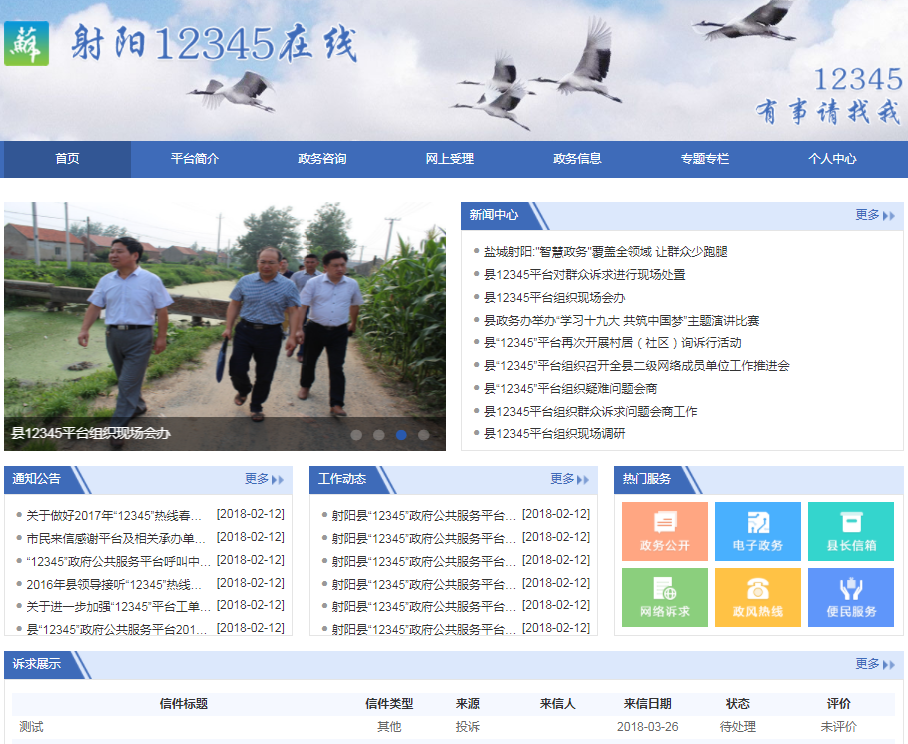 蘇 射阳12345在线
12345
有事请找我
首页 平台简介 政务咨询 网上受理 政务信息 专题专栏 个人中心
县12345平台组织现场会办
新闻中心 更多
盐城射阳:"智慧政务"覆盖全领域 让群众少跑腿
县12345平台对群众诉求进行现场处置
县12345平台组织现场会办
县政务办举办“学习十九大 共筑中国梦”主题演讲比赛
县“12345”平台再次开展村居（社区）询诉行活动
县“12345”平台组织召开全县二级网络成员单位工作推进会
县“12345”平台组织疑难问题会商
县12345平台组织群众诉求问题会商工作
县12345平台组织现场调研
通知公告 更多
关于做好2017年“12345”热线春... [2018-02-12]
市民来信感谢平台及相关承办单... [2018-02-12]
“12345”政府公共服务平台呼叫中... [2018-02-12]
2016年县领导接听“12345”热线... [2018-02-12]
关于进一步加强“12345”平台工单... [2018-02-12]
县“12345”政府公共服务平台201... [2018-02-12]
工作动态 更多
射阳县“12345”政府公共服务平台... [2018-02-12]
射阳县“12345”政府公共服务平台... [2018-02-12]
射阳县“12345”政府公共服务平台... [2018-02-12]
射阳县“12345”政府公共服务平台... [2018-02-12]
射阳县“12345”政府公共服务平台... [2018-02-12]
射阳县“12345”政府公共服务平台... [2018-02-12]
热门服务
政务公开 电子政务 县长信箱
网络诉求 政风热线 便民服务
诉求展示 更多
信件标题 信件类型 来源 来信人 来信日期 状态 评价
测试 其他 投诉 2018-03-26 待处理 未评价